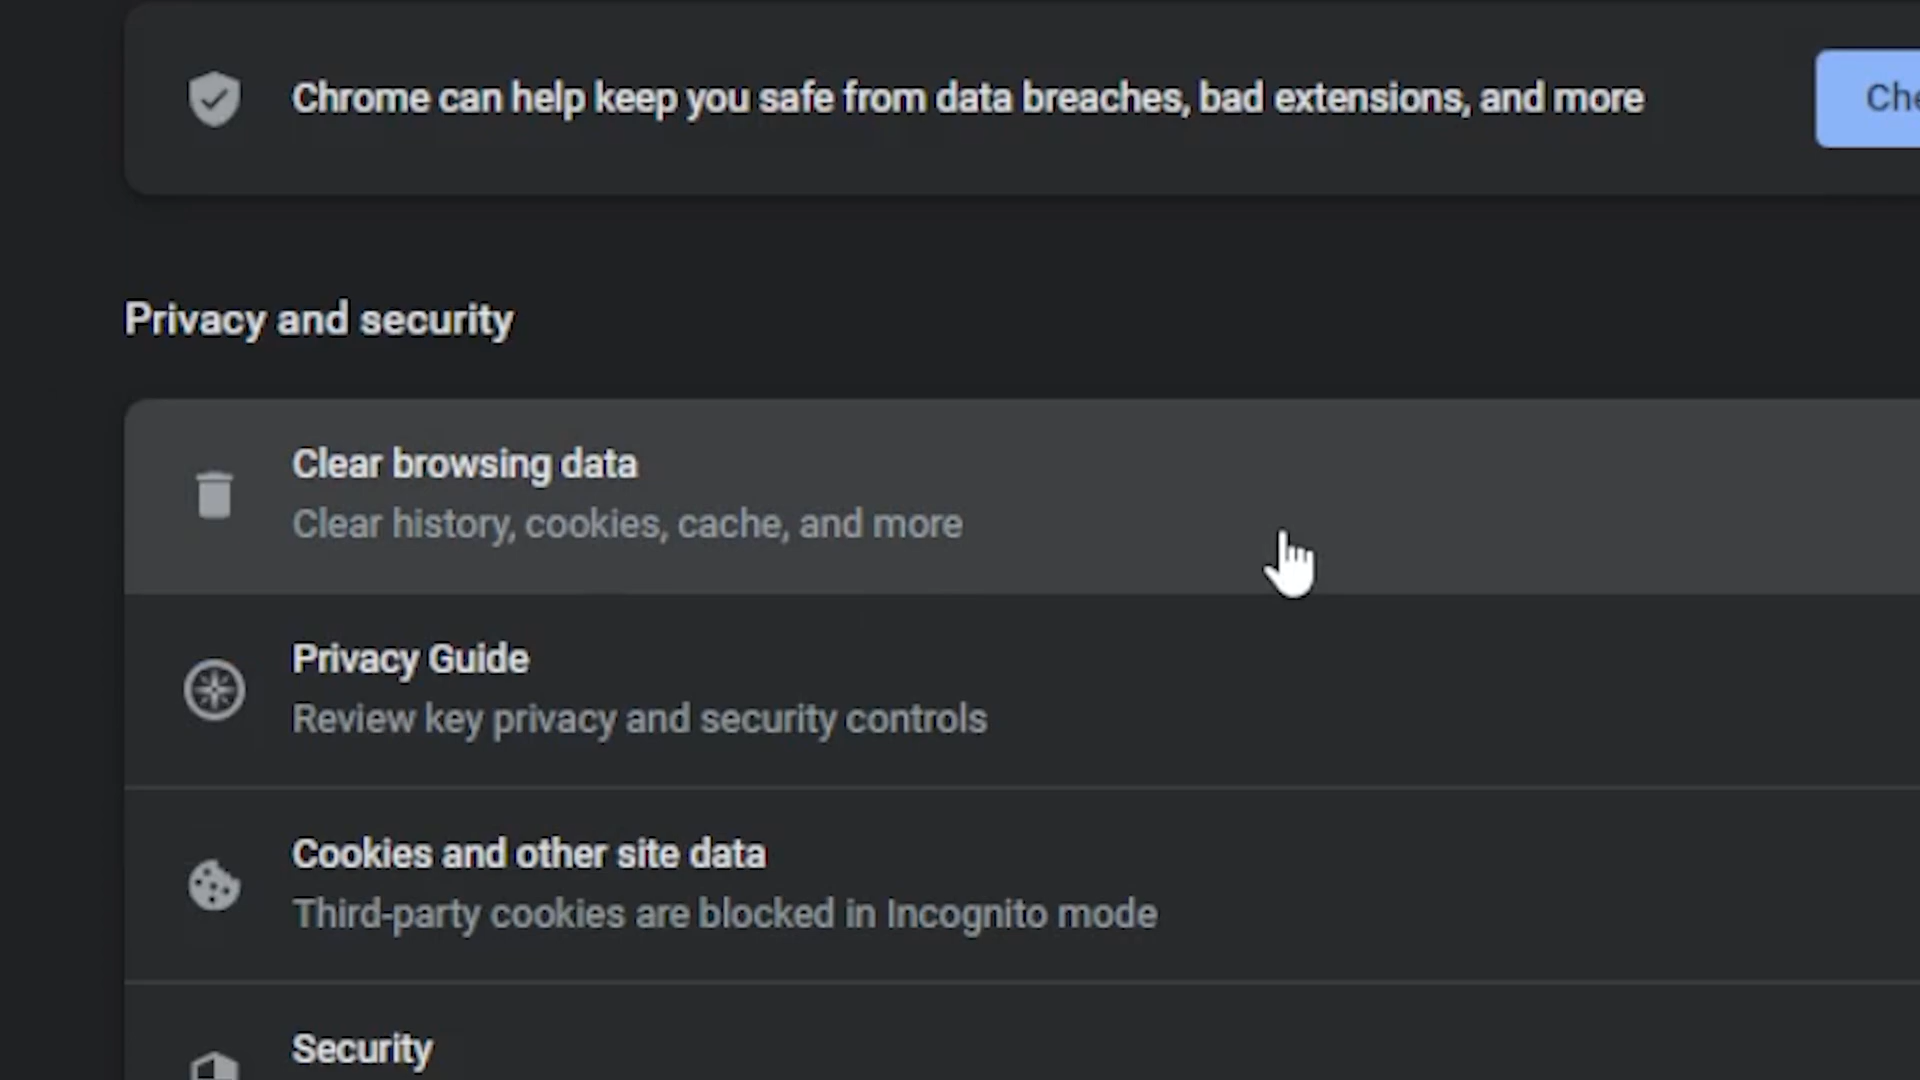 Chrome can help keep you safe from data breaches, bad extensions, and more
Privacy and security
Clear browsing data
Clear history, cookies, cache, and more
Privacy Guide
Review key privacy and security controls
Cookies and other site data
Third-party cookies are blocked in Incognito mode
Security